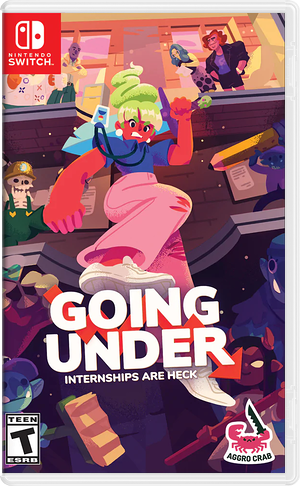 NINTENDO
SWITCH.
GOING
UNDER
INTERNSHIPS ARE HECK
TEEN
T
ESRB
AGGRO CRAB